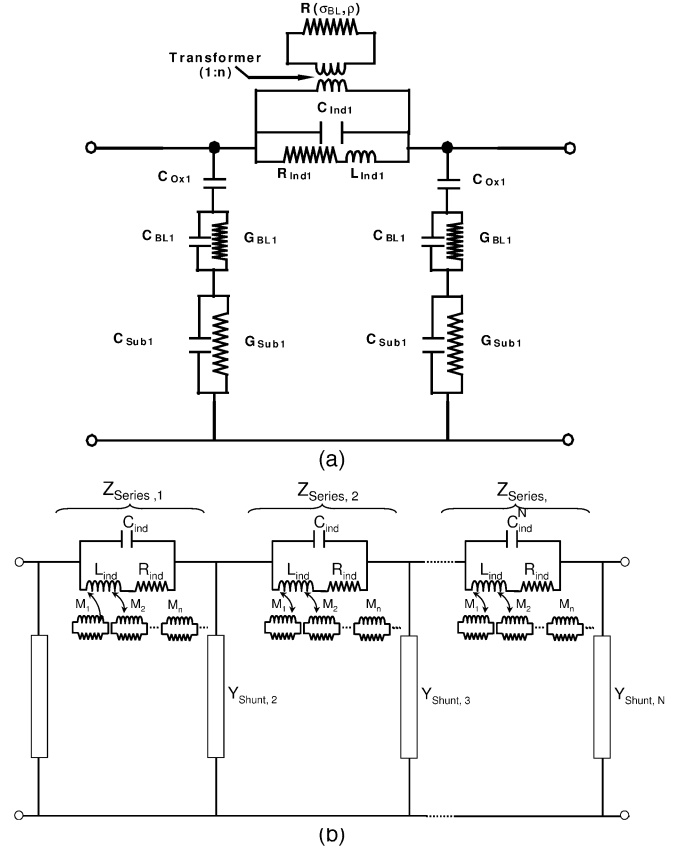 R(σBL,ρ)
Transformer
(1:n)
CInd1
RInd1 LInd1
COx1 COx1
CBL1 GBL1 CBL1 GBL1
CSub1 GSub1 CSub1 GSub1
(a)
ZSeries ,1 ZSeries, 2 ZSeries, N
Cind Cind Cind
Lind Rind Lind Rind Lind Rind
M1 M2 Mn M1 M2 Mn M1 M2 Mn
YShunt, 2 YShunt, 3 YShunt, N
(b)